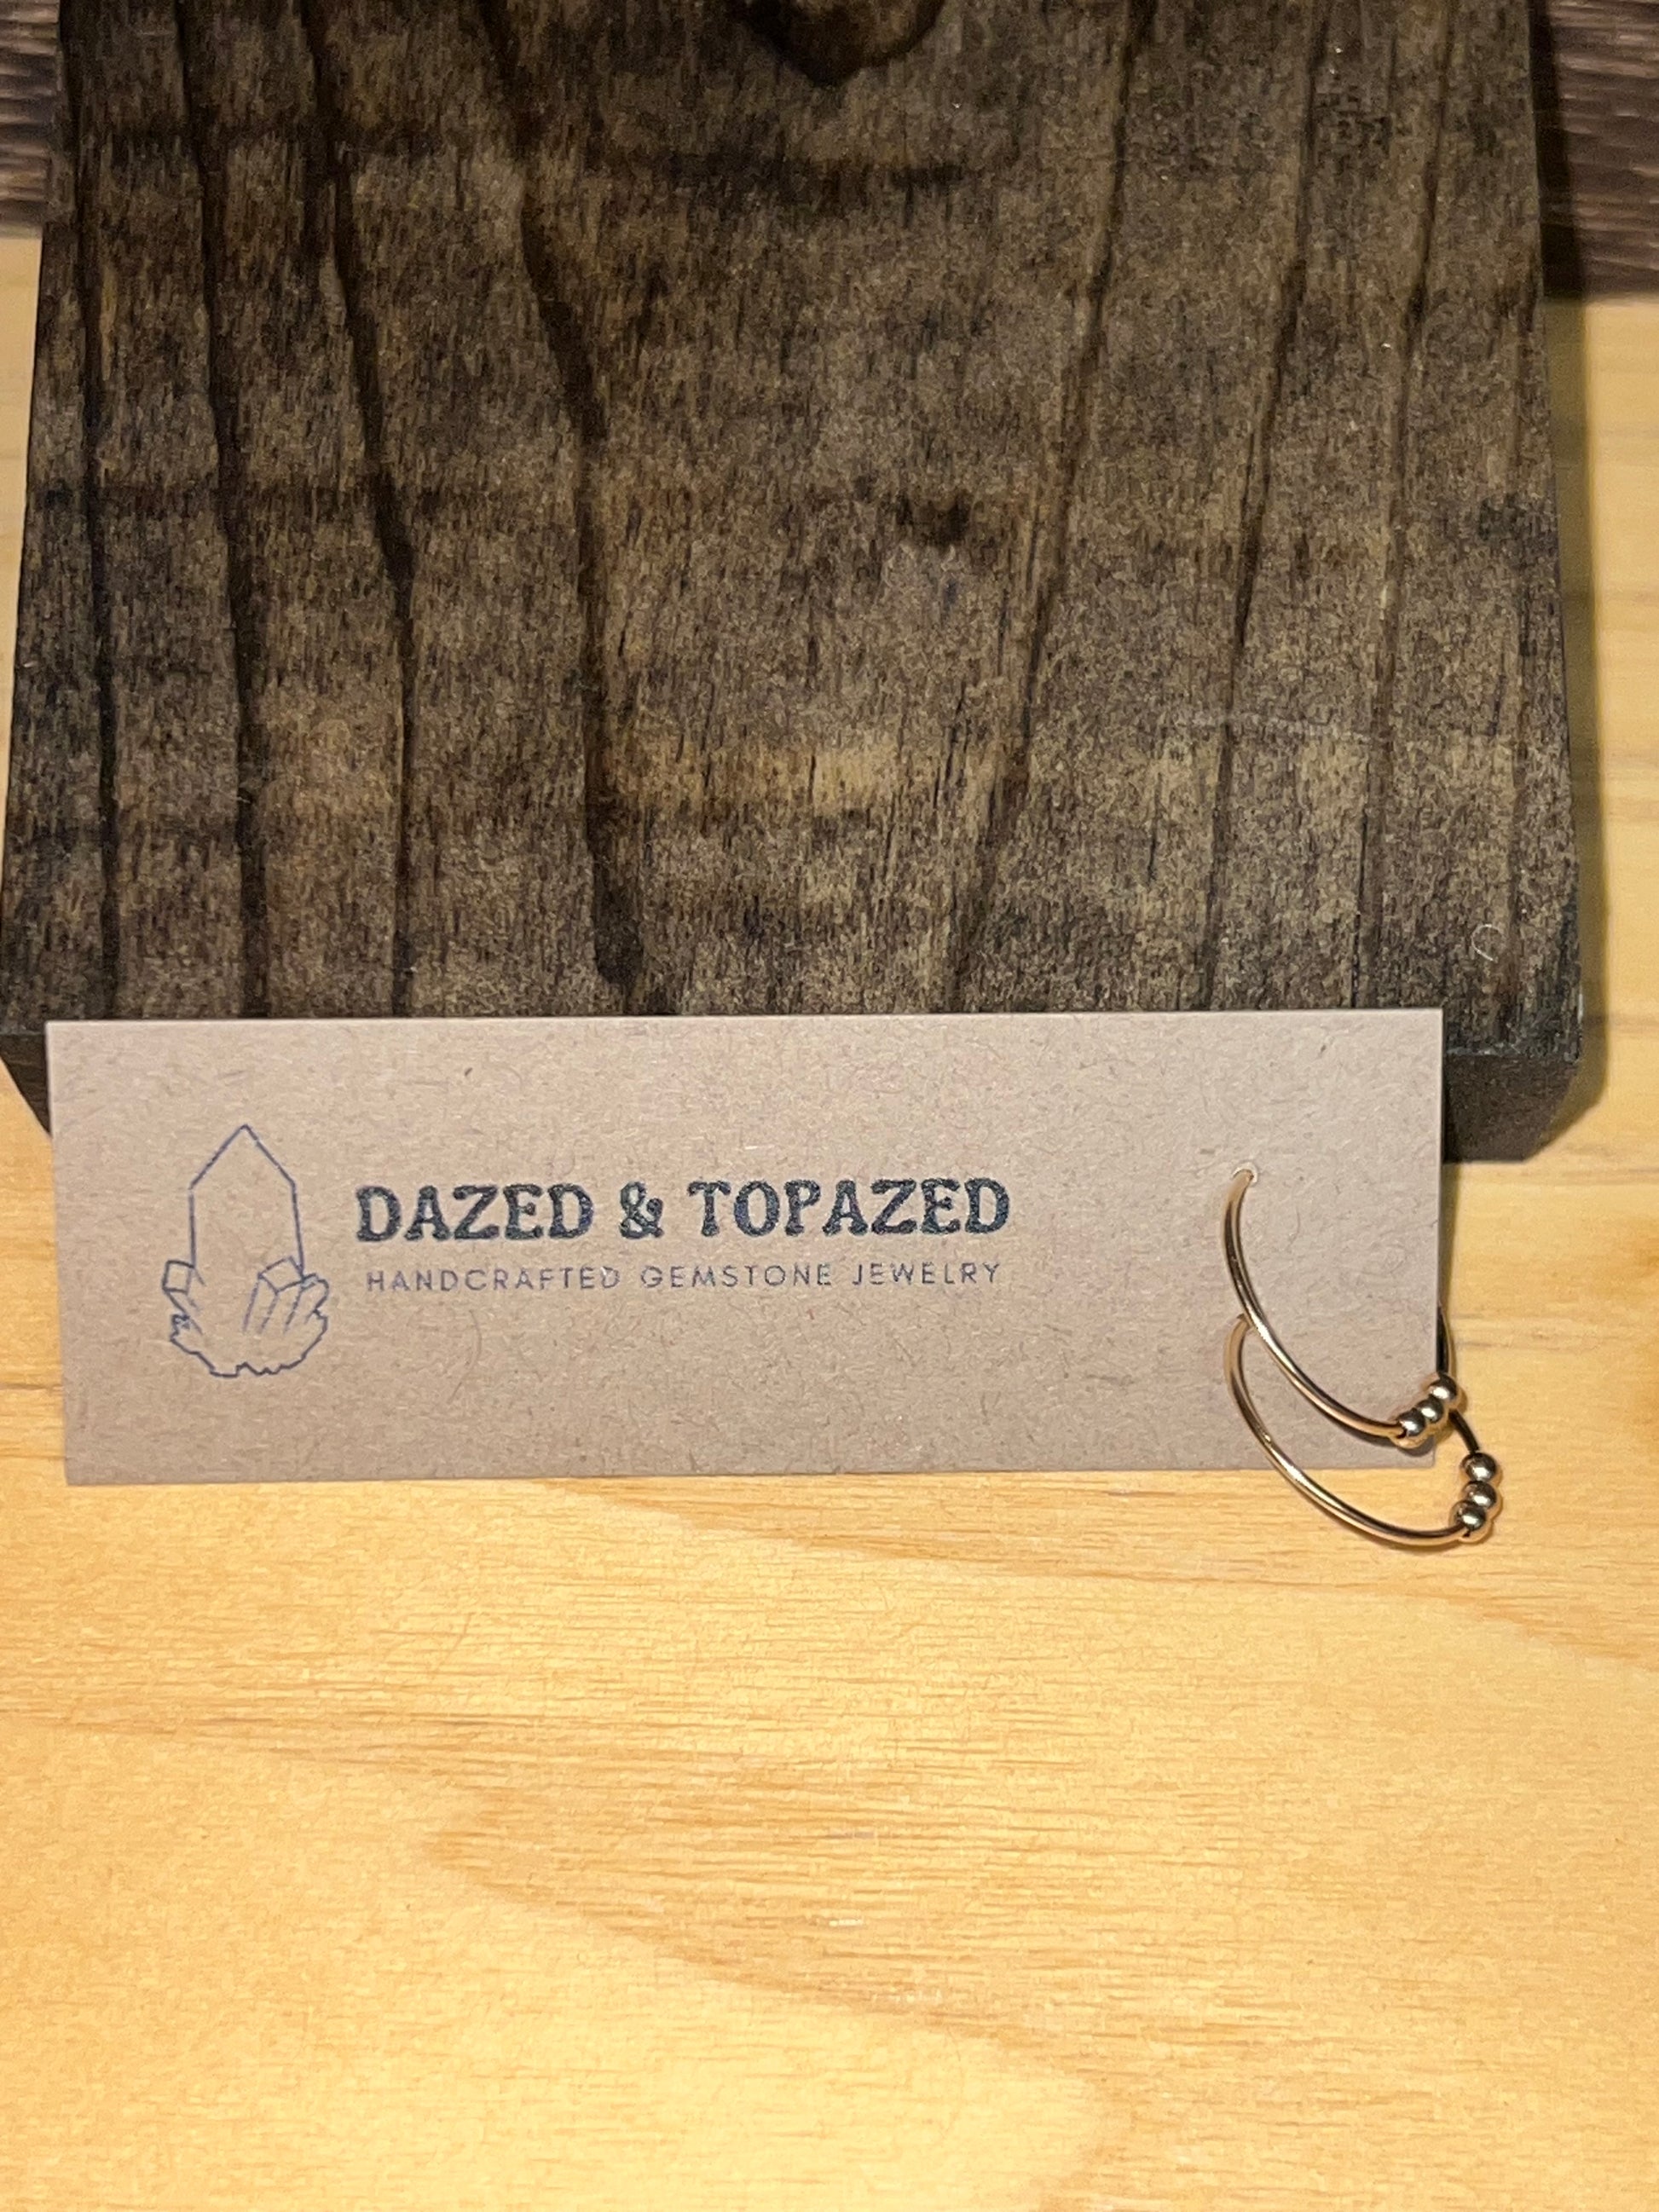 DAZED & TOPAZED
HANDCRAFTED GEMSTONE JEWELRY